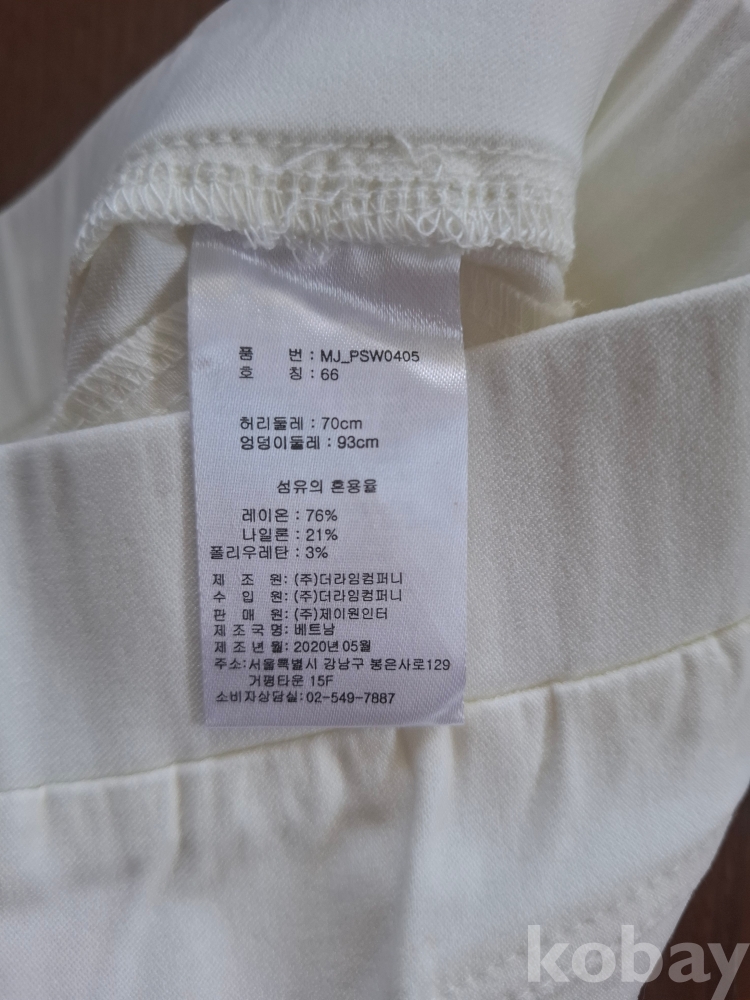 품 번 : MJ_PSW0405
호 칭 : 66
허리둘레 : 70cm
엉덩이둘레 : 93cm
섬유의 혼용율
레이온 : 76%
나일론 : 21%
폴리우레탄 : 3%
제 조 원: (주)더라임컴퍼니
수 입 원: (주)더라임컴퍼니
판 매 원: (주)제이원인터
제 조 국 명: 베트남
제 조 년 월: 2020년 05월
주소: 서울특별시 강남구 봉은사로129
거평타운 15F
소비자상담실: 02-549-7887
kobay